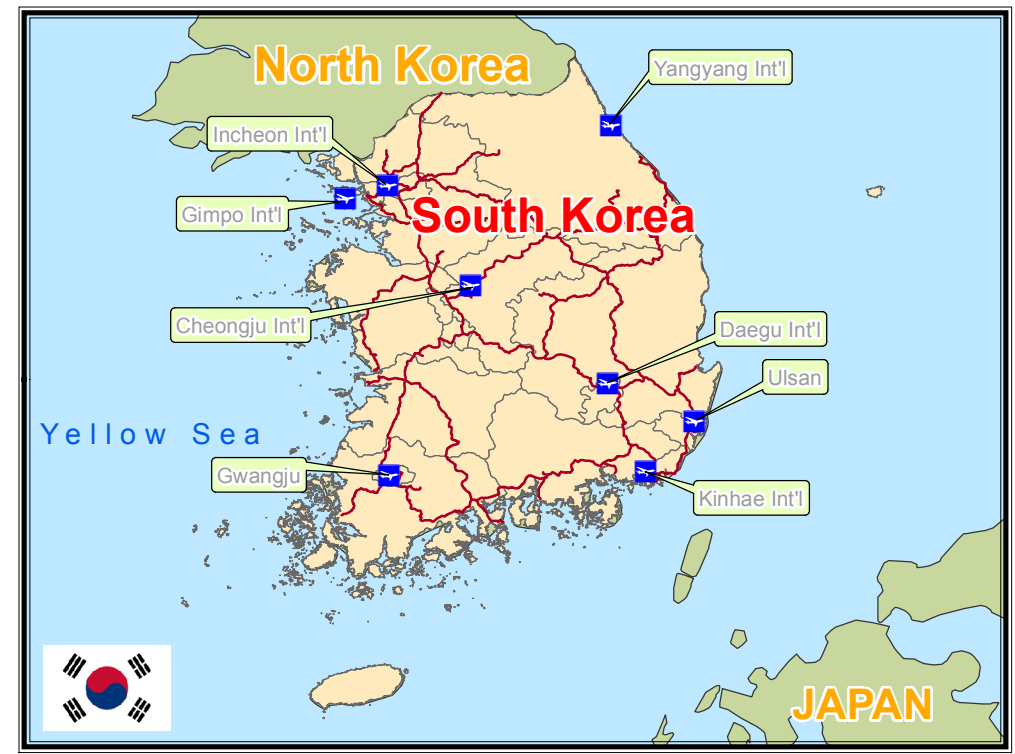 North Korea
Yangyang Int'l
Incheon Int'l
Gimpo Int'l
South Korea
Cheongju Int'l
Daegu Int'l
Ulsan
Yellow Sea
Gwangju
Kinhae Int'l
JAPAN